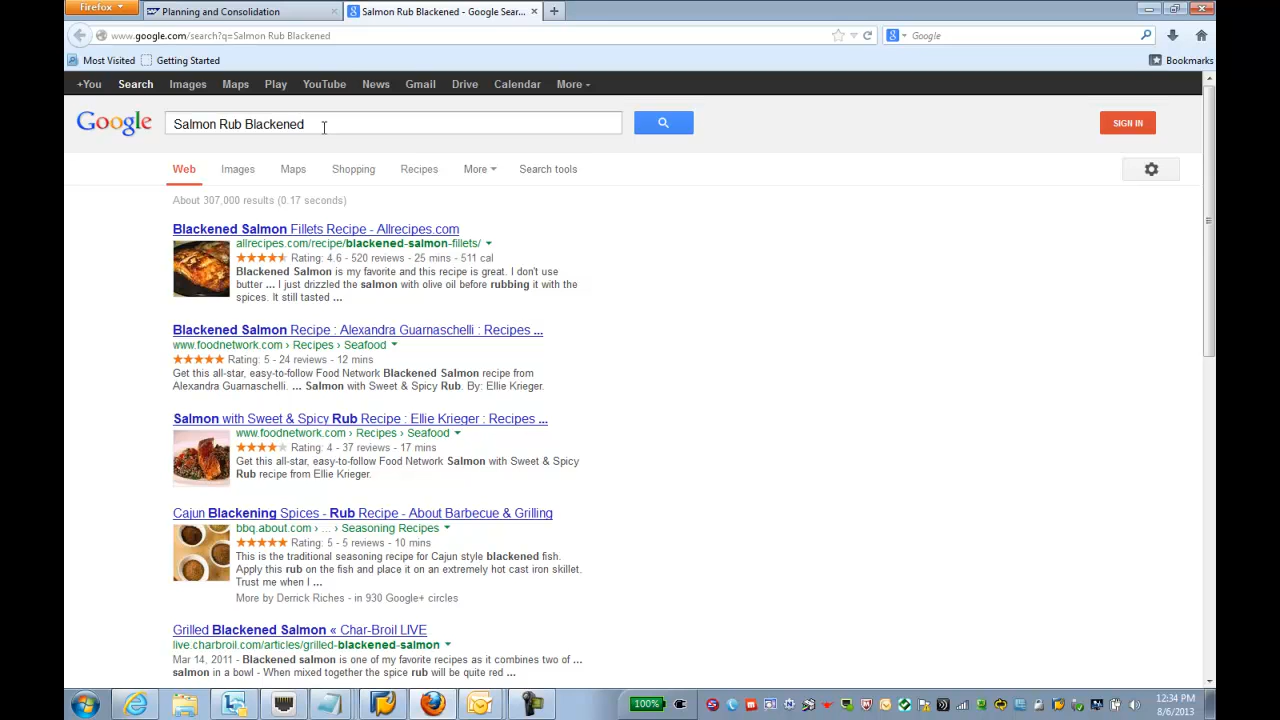 Firefox
Planning and Consolidation
Salmon Rub Blackened - Google Sear...
www.google.com/search?q=Salmon Rub Blackened
Google
Most Visited
Getting Started
Bookmarks
+You Search Images Maps Play YouTube News Gmail Drive Calendar More
Google
Salmon Rub Blackened
SIGN IN
Web Images Maps Shopping Recipes More Search tools
About 307,000 results (0.17 seconds)
Blackened Salmon Fillets Recipe - Allrecipes.com
allrecipes.com/recipe/blackened-salmon-fillets/
Rating: 4.6 - 520 reviews - 25 mins - 511 cal
Blackened Salmon is my favorite and this recipe is great. I don't use
butter ... I just drizzled the salmon with olive oil before rubbing it with the
spices. It still tasted ...
Blackened Salmon Recipe : Alexandra Guarnaschelli : Recipes ...
www.foodnetwork.com › Recipes › Seafood
Rating: 5 - 24 reviews - 12 mins
Get this all-star, easy-to-follow Food Network Blackened Salmon recipe from
Alexandra Guarnaschelli. ... Salmon with Sweet & Spicy Rub. By: Ellie Krieger.
Salmon with Sweet & Spicy Rub Recipe : Ellie Krieger : Recipes ...
www.foodnetwork.com › Recipes › Seafood
Rating: 4 - 37 reviews - 17 mins
Get this all-star, easy-to-follow Food Network Salmon with Sweet & Spicy
Rub recipe from Ellie Krieger.
Cajun Blackening Spices - Rub Recipe - About Barbecue & Grilling
bbq.about.com › ... › Seasoning Recipes
Rating: 5 - 5 reviews - 10 mins
This is the traditional seasoning recipe for Cajun style blackened fish.
Apply this rub on the fish and place it on an extremely hot cast iron skillet.
Trust me when I ...
More by Derrick Riches - in 930 Google+ circles
Grilled Blackened Salmon « Char-Broil LIVE
live.charbroil.com/articles/grilled-blackened-salmon
Mar 14, 2011 - Blackened salmon is one of my favorite recipes as it combines two of ...
salmon in a bowl - When mixed together the spice rub will be quite red ...
100%
12:34 PM
8/6/2013